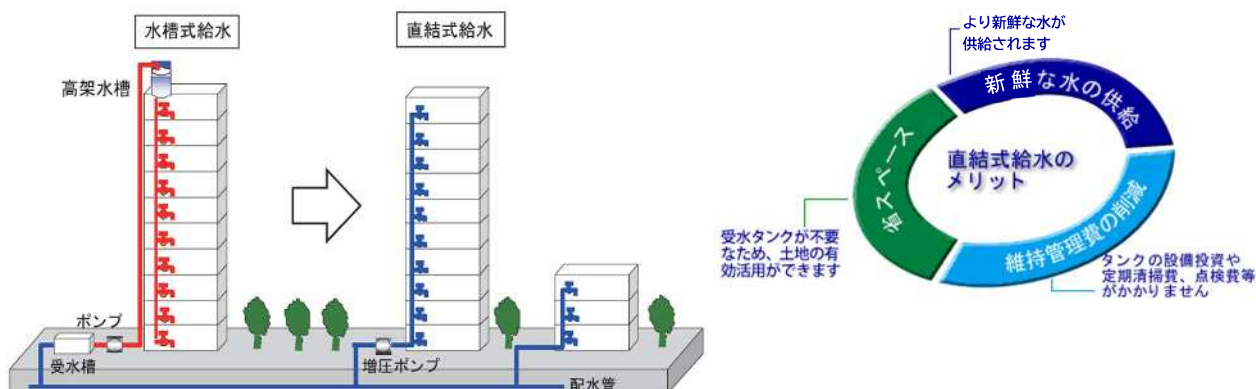 水槽式給水
直結式給水
高架水槽
ポンプ
受水槽
増圧ポンプ
配水管
より新鮮な水が
供給されます
新鮮な水の供給
省スペース
直結式給水の
メリット
維持管理費の削減
受水タンクが不要
なため、土地の有
効活用ができます
タンクの設備投資や
定期清掃費、点検費等
がかかりません